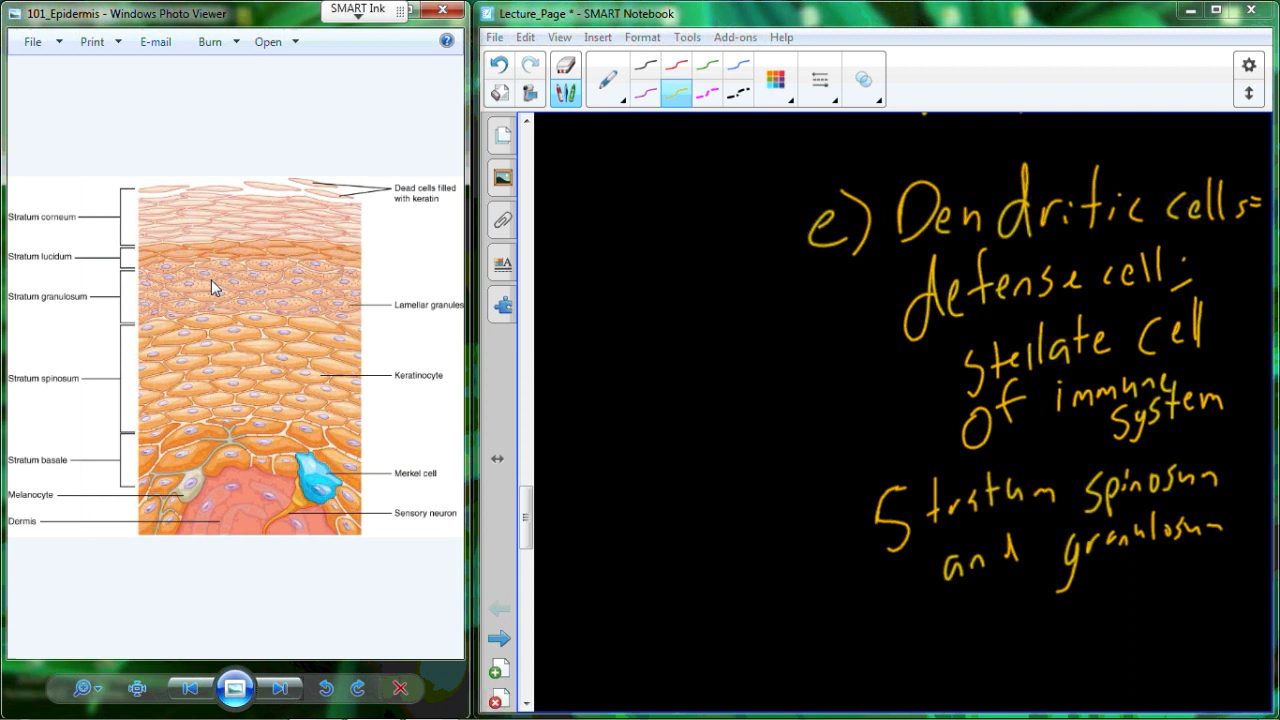 101_Epidermis - Windows Photo Viewer
SMART Ink
File Print E-mail Burn Open
Stratum corneum
Stratum lucidum
Stratum granulosum
Stratum spinosum
Stratum basale
Melanocyte
Dermis
Dead cells filled
with keratin
Lamellar granules
Keratinocyte
Merkel cell
Sensory neuron
Lecture_Page * - SMART Notebook
File Edit View Insert Format Tools Add-ons Help
e) Dendritic cells=
defense cell;
stellate cell
of immune
system
Stratum spinosum
and granulosum